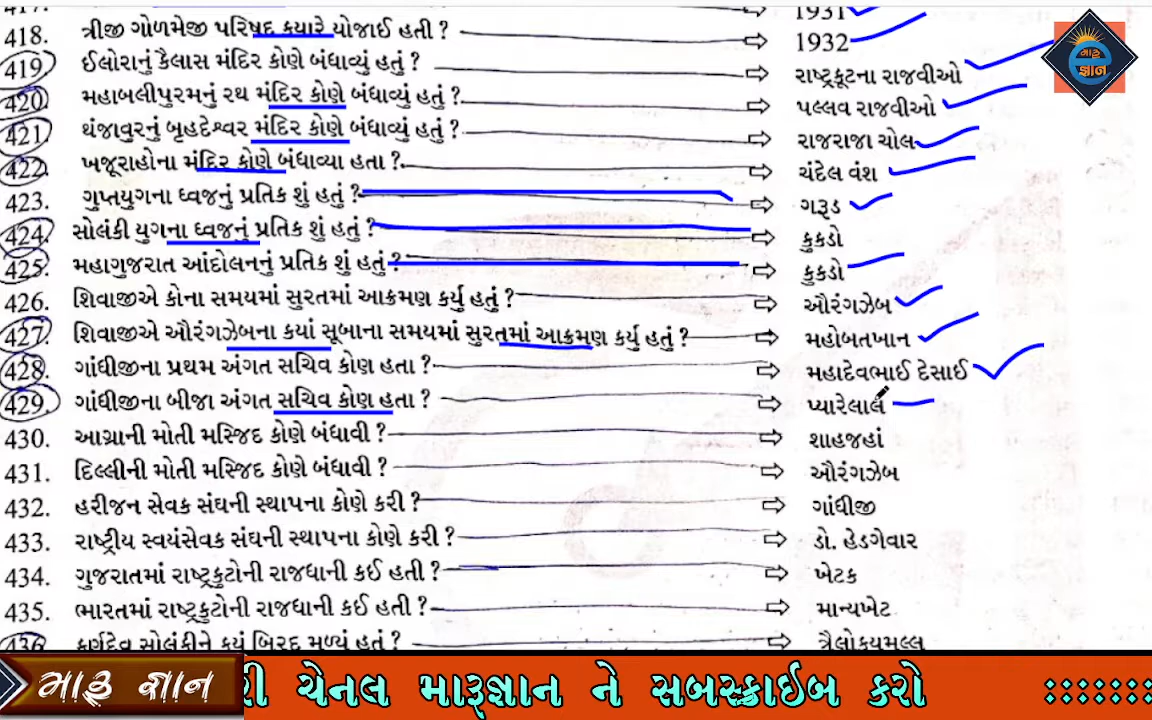 417. ⇨ 1931
418. ત્રીજી ગોળમેજી પરિષદ કયારે યોજાઈ હતી ? ⇨ 1932
419. ઈલોરાનું કૈલાસ મંદિર કોણે બંધાવ્યું હતું ? ⇨ રાષ્ટ્રકૂટના રાજવીઓ
420. મહાબલીપુરમનું રથ મંદિર કોણે બંધાવ્યું હતું ? ⇨ પલ્લવ રાજવીઓ
421. થંજાવુરનું બૃહદેશ્વર મંદિર કોણે બંધાવ્યું હતું ? ⇨ રાજરાજા ચોલ
422. ખજૂરાહોના મંદિર કોણે બંધાવ્યા હતા ? ⇨ ચંદેલ વંશ
423. ગુપ્તયુગના ધ્વજનું પ્રતિક શું હતું ? ⇨ ગરૂડ
424. સોલંકી યુગના ધ્વજનું પ્રતિક શું હતું ? ⇨ કુકડો
425. મહાગુજરાત આંદોલનનું પ્રતિક શું હતું ? ⇨ કુકડો
426. શિવાજીએ કોના સમયમાં સુરતમાં આક્રમણ કર્યુ હતું ? ⇨ ઔરંગઝેબ
427. શિવાજીએ ઔરંગઝેબના કયાં સૂબાના સમયમાં સુરતમાં આક્રમણ કર્યુ હતું ? ⇨ મહોબતખાન
428. ગાંધીજીના પ્રથમ અંગત સચિવ કોણ હતા ? ⇨ મહાદેવભાઈ દેસાઈ
429. ગાંધીજીના બીજા અંગત સચિવ કોણ હતા ? ⇨ પ્યારેલાલ
430. આગ્રાની મોતી મસ્જિદ કોણે બંધાવી ? ⇨ શાહજહાં
431. દિલ્લીની મોતી મસ્જિદ કોણે બંધાવી ? ⇨ ઔરંગઝેબ
432. હરીજન સેવક સંઘની સ્થાપના કોણે કરી ? ⇨ ગાંધીજી
433. રાષ્ટ્રીય સ્વયંસેવક સંઘની સ્થાપના કોણે કરી ? ⇨ ડો. હેડગેવાર
434. ગુજરાતમાં રાષ્ટ્રકુટોની રાજધાની કઈ હતી ? ⇨ ખેટક
435. ભારતમાં રાષ્ટ્રકુટોની રાજધાની કઈ હતી ? ⇨ માન્યખેટ
436. કર્ણદેવ સોલંકીને કયું બિરુદ મળ્યું હતું ? ⇨ ત્રૈલોકયમલ્લ
મારૂ જ્ઞાન
મારૂ જ્ઞાન
રી ચેનલ મારૂજ્ઞાન ને સબસ્ક્રાઈબ કરો ::::::::